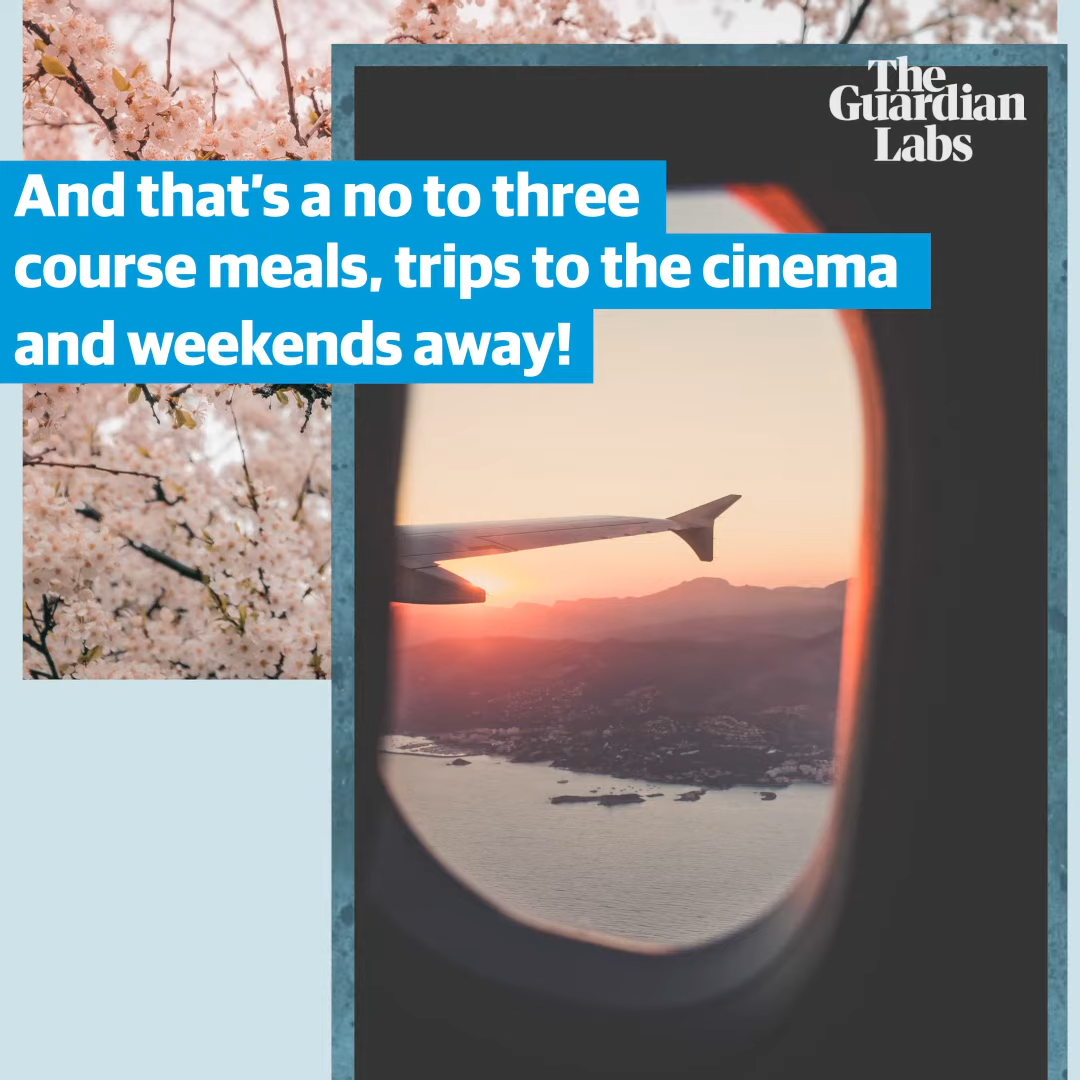 The
Guardian
Labs
And that's a no to three
course meals, trips to the cinema
and weekends away!